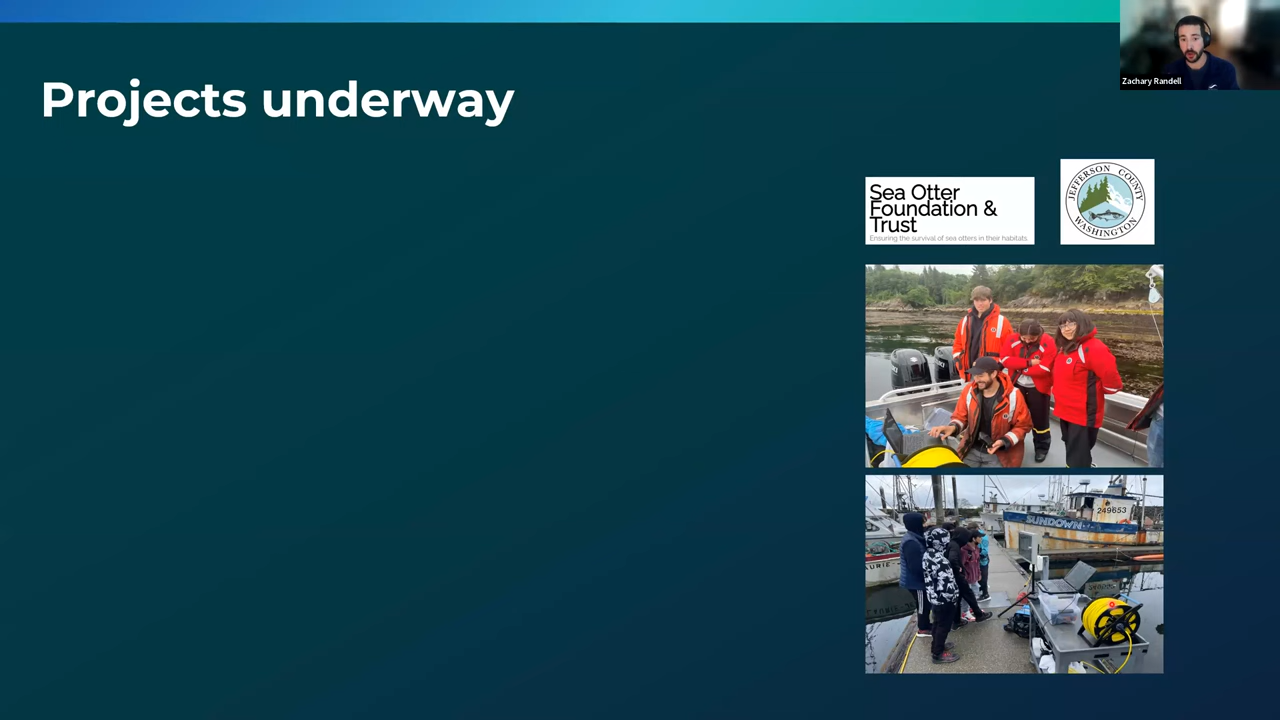 Projects underway
Zachary Randell
Sea Otter
Foundation &
Trust
Ensuring the survival of sea otters in their habitats.
JEFFERSON COUNTY
WASHINGTON
249653
SUNDOWN